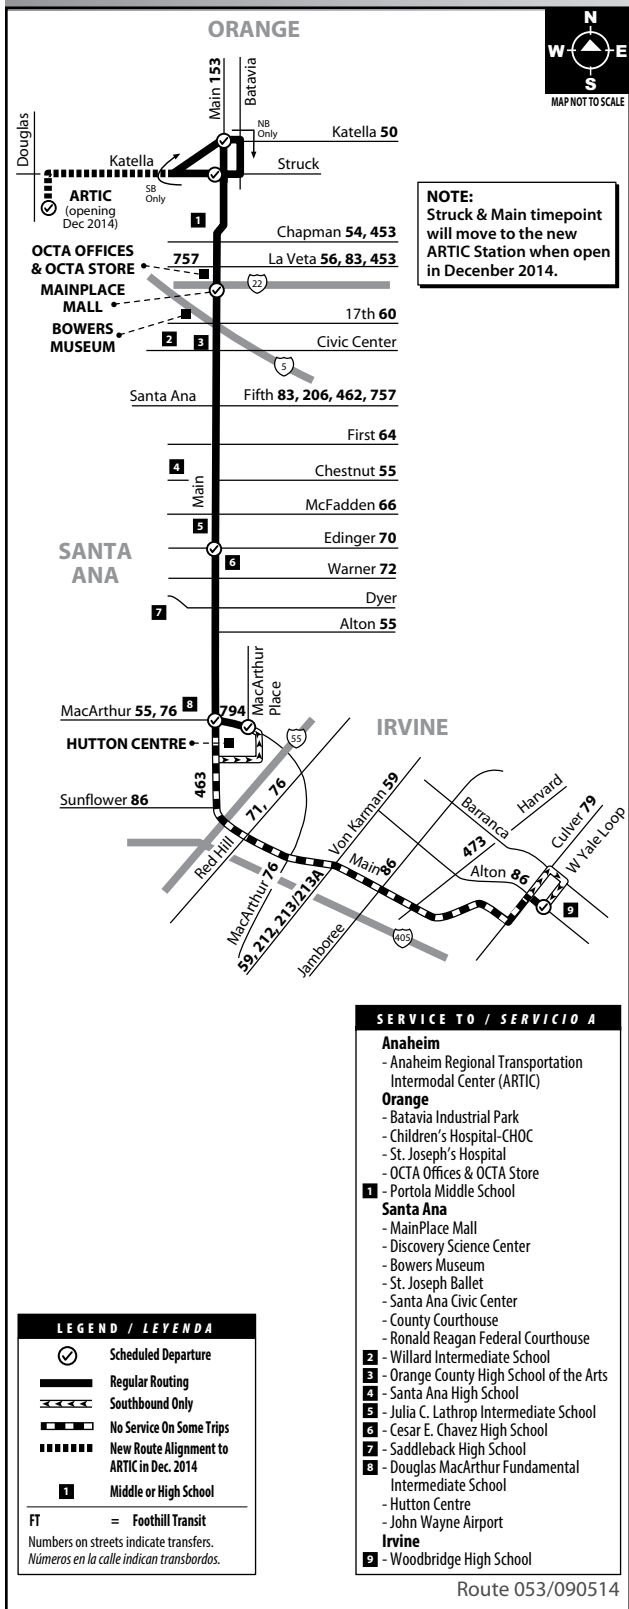 ORANGE
N
W E
S
MAP NOT TO SCALE
Main 153
Batavia
NB
Only
Katella 50
Douglas
Katella
Struck
SB
Only
ARTIC
(opening
Dec 2014)
1
NOTE:
Struck & Main timepoint
will move to the new
ARTIC Station when open
in Decenber 2014.
Chapman 54, 453
OCTA OFFICES
& OCTA STORE
757
La Veta 56, 83, 453
22
MAINPLACE
MALL
BOWERS
MUSEUM
17th 60
2
3
Civic Center
5
Santa Ana
Fifth 83, 206, 462, 757
First 64
4
Chestnut 55
Main
McFadden 66
5
Edinger 70
SANTA
ANA
6
Warner 72
Dyer
7
Alton 55
MacArthur
Place
MacArthur 55, 76
8
794
IRVINE
HUTTON CENTRE
55
463
Sunflower 86
71, 76
Red Hill
MacArthur 76
59, 212, 213/213A
Von Karman 59
Main
86
Jamboree
405
Barranca
473
Harvard
Alton 86
Culver 79
W Yale Loop
9
SERVICE TO / SERVICIO A
Anaheim
- Anaheim Regional Transportation
Intermodal Center (ARTIC)
Orange
- Batavia Industrial Park
- Children's Hospital-CHOC
- St. Joseph's Hospital
- OCTA Offices & OCTA Store
1 - Portola Middle School
Santa Ana
- MainPlace Mall
- Discovery Science Center
- Bowers Museum
- St. Joseph Ballet
- Santa Ana Civic Center
- County Courthouse
- Ronald Reagan Federal Courthouse
2 - Willard Intermediate School
3 - Orange County High School of the Arts
4 - Santa Ana High School
5 - Julia C. Lathrop Intermediate School
6 - Cesar E. Chavez High School
7 - Saddleback High School
8 - Douglas MacArthur Fundamental
Intermediate School
- Hutton Centre
- John Wayne Airport
Irvine
9 - Woodbridge High School
LEGEND / LEYENDA
Scheduled Departure
Regular Routing
Southbound Only
No Service On Some Trips
New Route Alignment to
ARTIC in Dec. 2014
1 Middle or High School
FT = Foothill Transit
Numbers on streets indicate transfers.
Números en la calle indican transbordos.
Route 053/090514